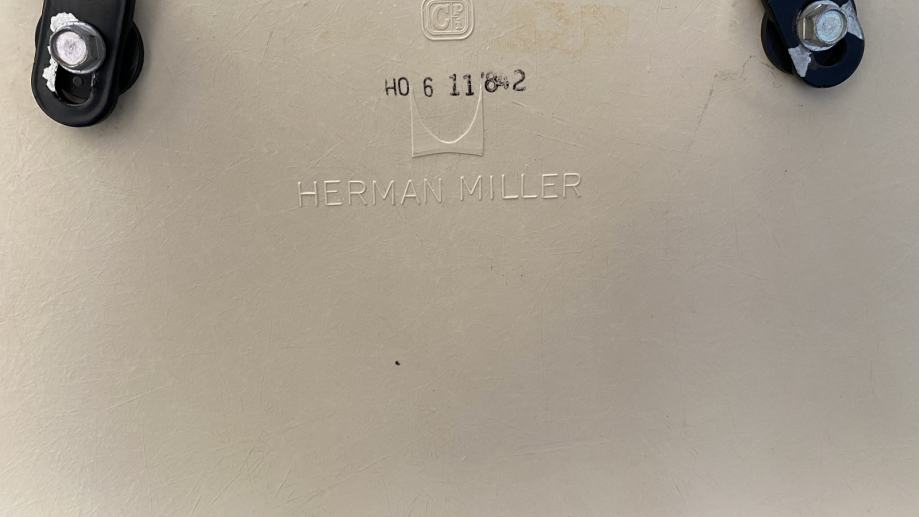 HO 6 11'842
HERMAN MILLER